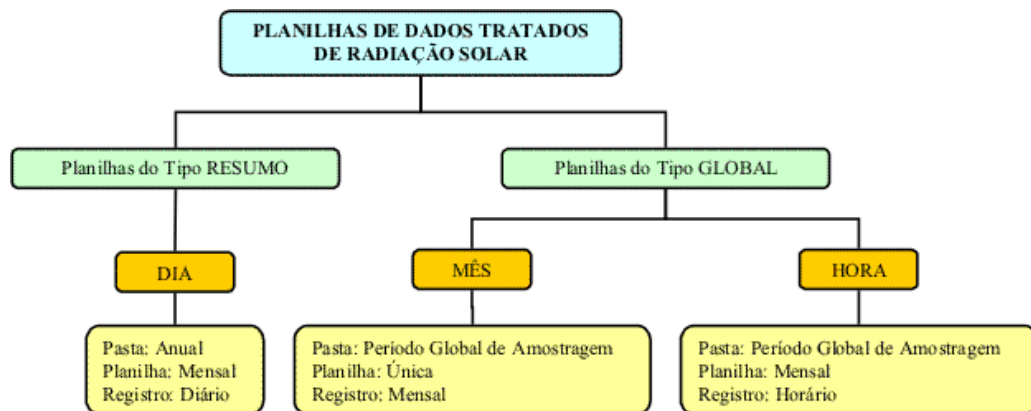 PLANILHAS DE DADOS TRATADOS
DE RADIAÇÃO SOLAR
Planilhas do Tipo RESUMO
Planilhas do Tipo GLOBAL
DIA
MÊS
HORA
Pasta: Anual
Planilha: Mensal
Registro: Diário
Pasta: Período Global de Amostragem
Planilha: Única
Registro: Mensal
Pasta: Período Global de Amostragem
Planilha: Mensal
Registro: Horário